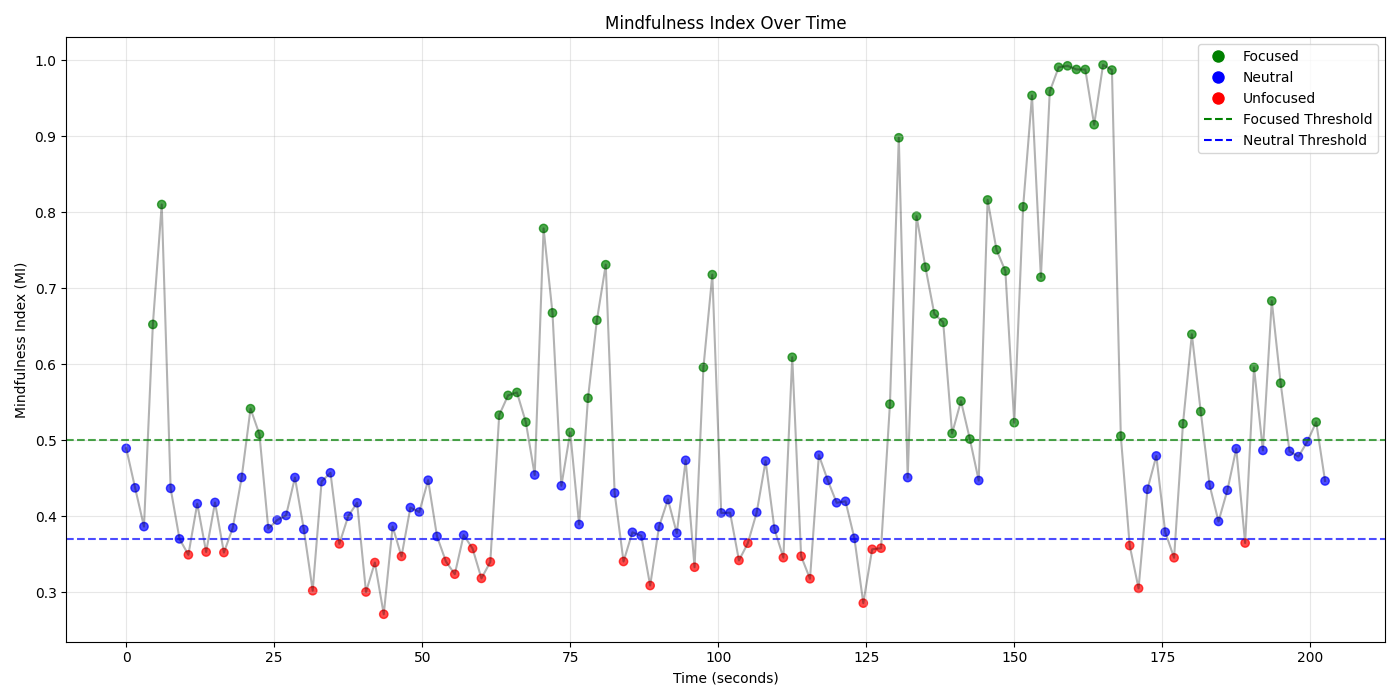 Mindfulness Index Over Time
Mindfulness Index (MI)
1.0
0.9
0.8
0.7
0.6
0.5
0.4
0.3
0 25 50 75 100 125 150 175 200
Time (seconds)
Focused
Neutral
Unfocused
Focused Threshold
Neutral Threshold